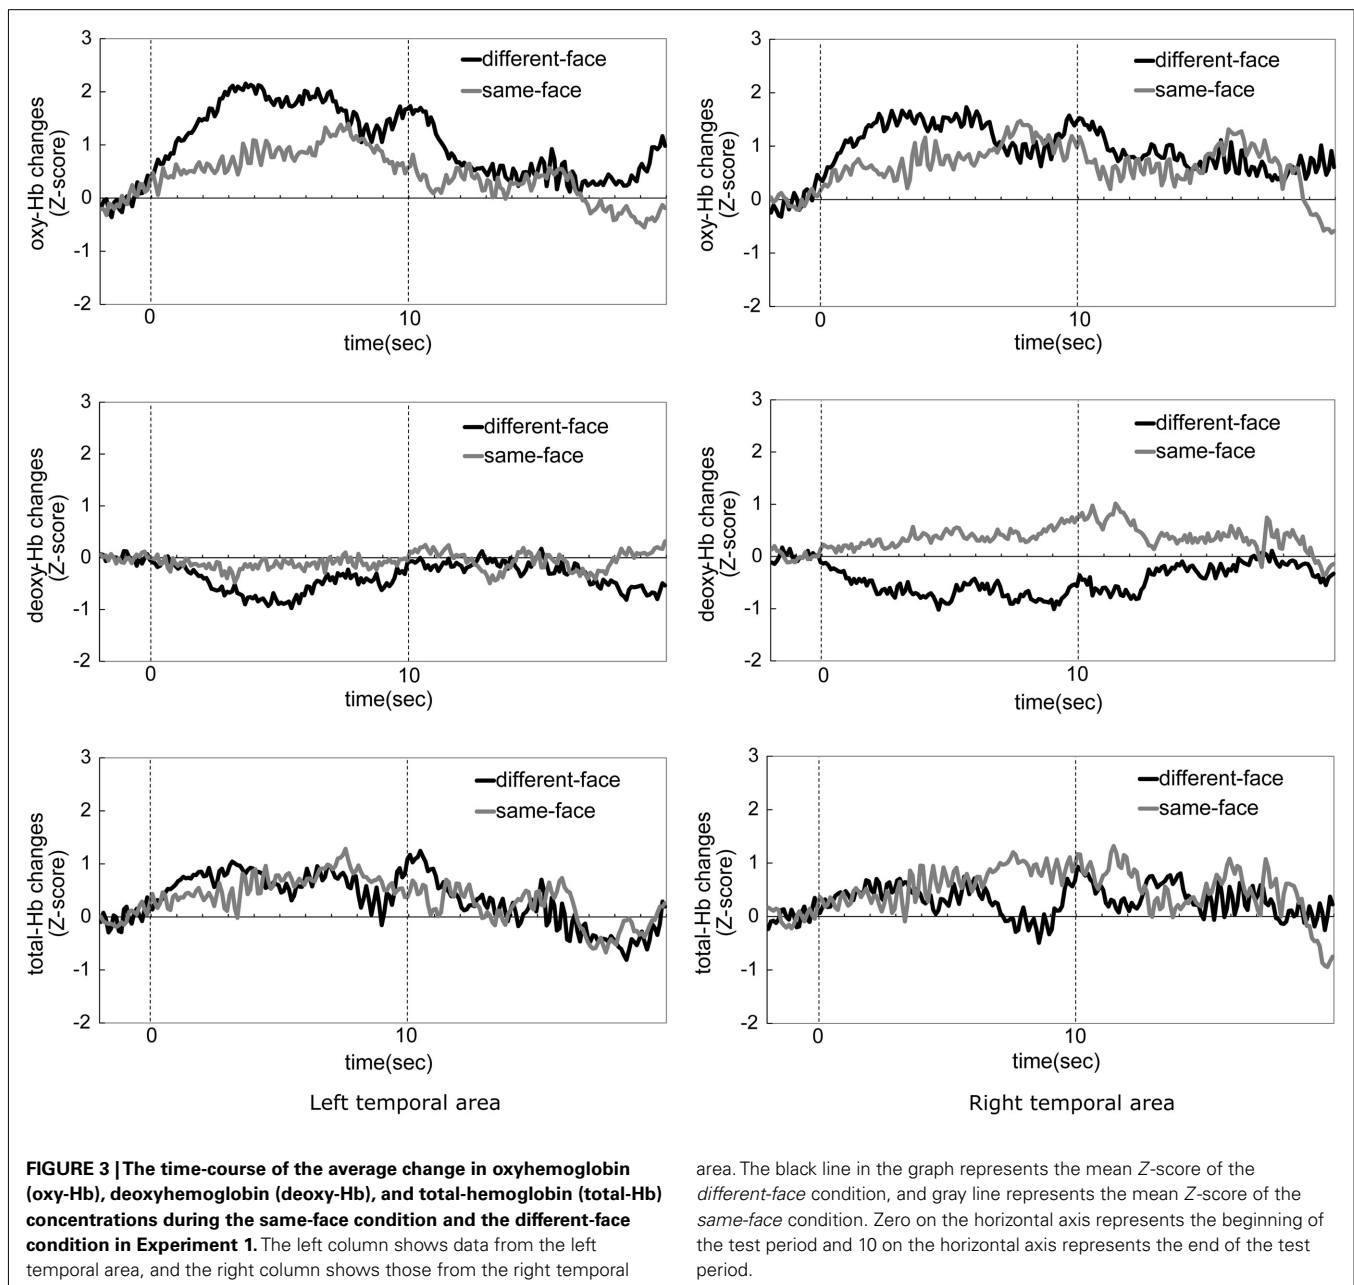 3
2
1
0
-1
-2
oxy-Hb changes
(Z-score)
different-face
same-face
0
10
time(sec)
3
2
1
0
-1
-2
oxy-Hb changes
(Z-score)
different-face
same-face
0
10
time(sec)
3
2
1
0
-1
-2
deoxy-Hb changes
(Z-score)
different-face
same-face
0
10
time(sec)
3
2
1
0
-1
-2
deoxy-Hb changes
(Z-score)
different-face
same-face
0
10
time(sec)
3
2
1
0
-1
-2
total-Hb changes
(Z-score)
different-face
same-face
0
10
time(sec)
Left temporal area
3
2
1
0
-1
-2
total-Hb changes
(Z-score)
different-face
same-face
0
10
time(sec)
Right temporal area
FIGURE 3 | The time-course of the average change in oxyhemoglobin
(oxy-Hb), deoxyhemoglobin (deoxy-Hb), and total-hemoglobin (total-Hb)
concentrations during the same-face condition and the different-face
condition in Experiment 1. The left column shows data from the left
temporal area, and the right column shows those from the right temporal
area. The black line in the graph represents the mean Z-score of the
different-face condition, and gray line represents the mean Z-score of the
same-face condition. Zero on the horizontal axis represents the beginning of
the test period and 10 on the horizontal axis represents the end of the test
period.